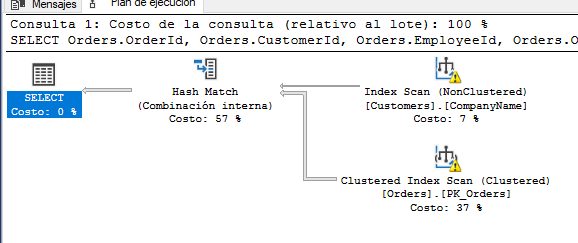 Mensajes Plan de ejecución
Consulta 1: Costo de la consulta (relativo al lote): 100 %
SELECT Orders.OrderId, Orders.CustomerId, Orders.EmployeeId, Orders.O
SELECT
Costo: 0 %
Hash Match
(Combinación interna)
Costo: 57 %
Index Scan (NonClustered)
[Customers].[CompanyName]
Costo: 7 %
Clustered Index Scan (Clustered)
[Orders].[PK_Orders]
Costo: 37 %